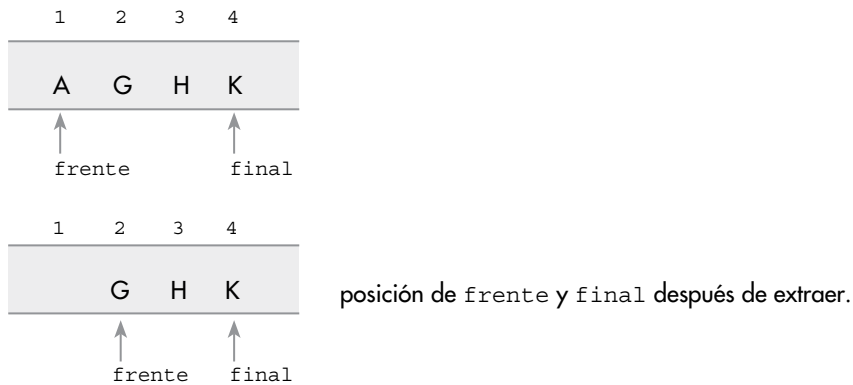 1 2 3 4
A G H K
frente final
1 2 3 4
G H K
posición de frente y final después de extraer.
frente final